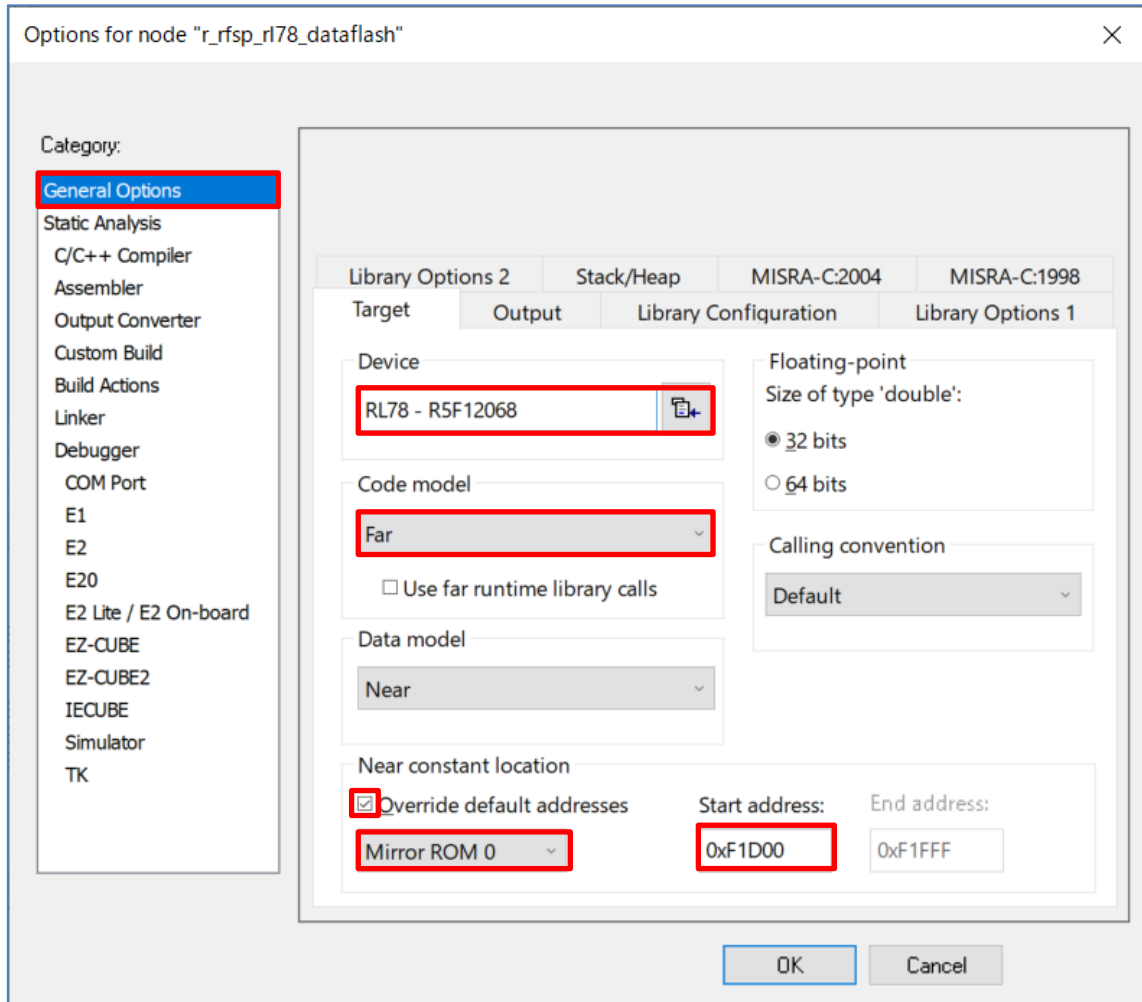 Options for node "r_rfsp_rl78_dataflash"
Category:
General Options
Static Analysis
C/C++ Compiler
Assembler
Output Converter
Custom Build
Build Actions
Linker
Debugger
COM Port
E1
E2
E20
E2 Lite / E2 On-board
EZ-CUBE
EZ-CUBE2
IECUBE
Simulator
TK
Library Options 2 Stack/Heap MISRA-C:2004 MISRA-C:1998
Target Output Library Configuration Library Options 1
Device
RL78 - R5F12068
Code model
Far
Use far runtime library calls
Data model
Near
Floating-point
Size of type 'double':
32 bits
64 bits
Calling convention
Default
Near constant location
Override default addresses Start address: End address:
Mirror ROM 0 0xF1D00 0xF1FFF
OK Cancel